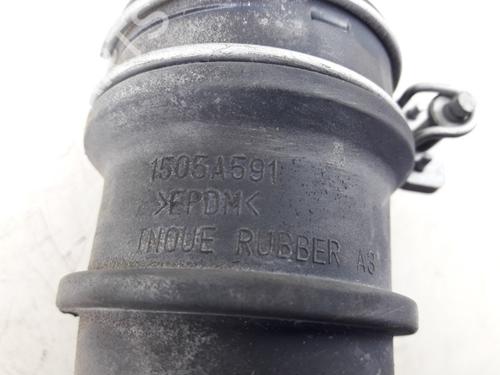 1505A591
>EPDM<
INOUE RUBBER A3